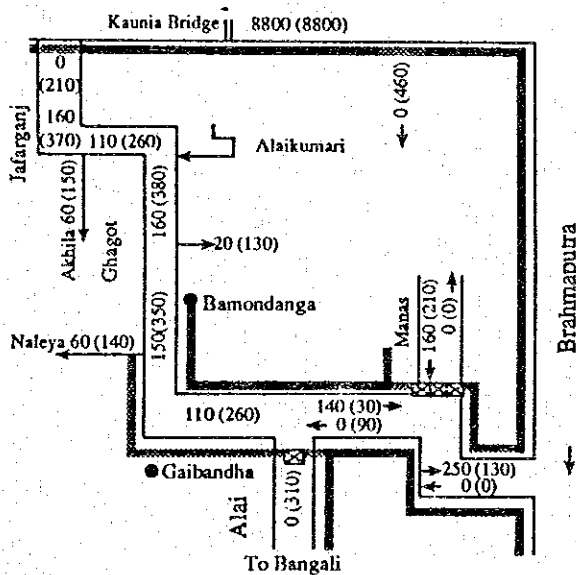 Kaunia Bridge
8800 (8800)
0
(210)
160
(370)
110 (260)
Jafarganj
0 (460)
Alaikumari
Akhila 60 (150)
Ghagot
160 (380)
20 (130)
Bamondanga
150 (350)
Naleya 60 (140)
Manas
160 (210)
0 (0)
Brahmaputra
110 (260)
140 (30)
0 (90)
Gaibandha
250 (130)
0 (0)
Alai
0 (310)
To Bangali